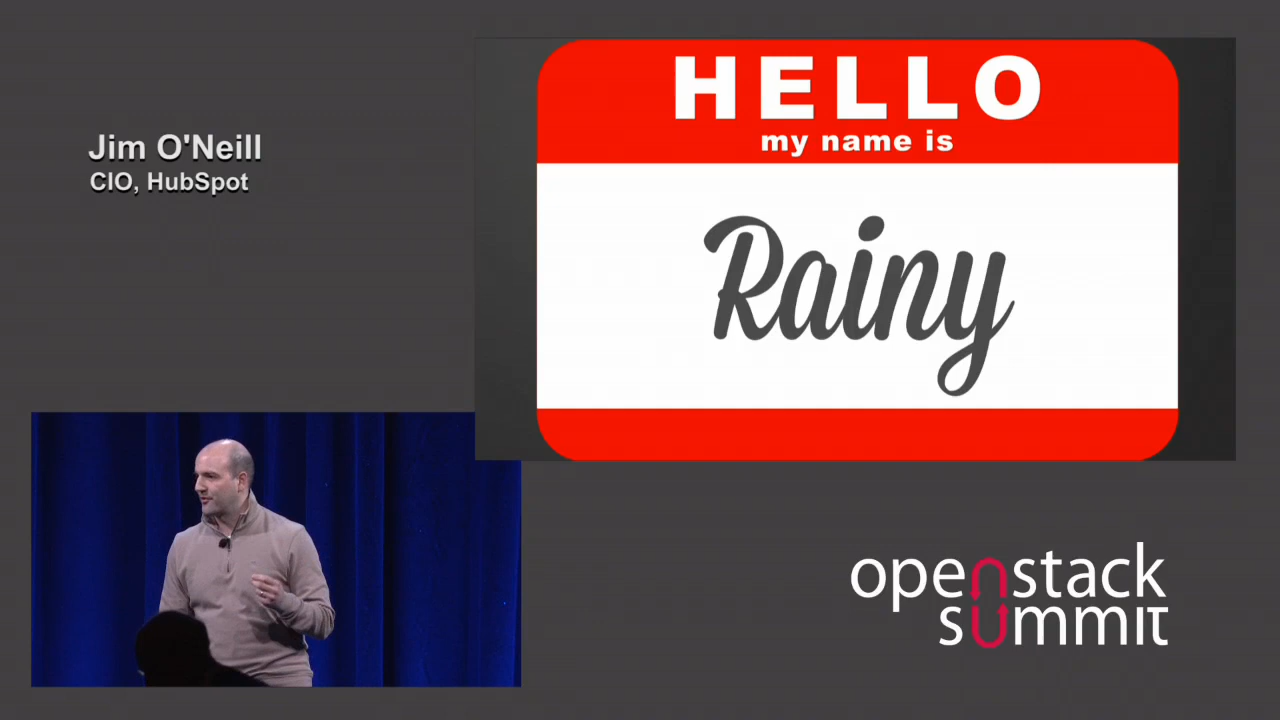 Jim O'Neill
CIO, HubSpot
HELLO
my name is
Rainy
openstack
summit